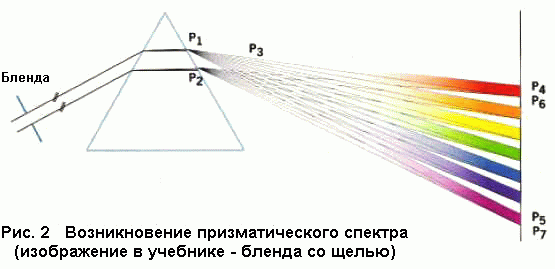 P1
P3
P2
Бленда
P4
P6
P5
P7
Рис. 2 Возникновение призматического спектра
(изображение в учебнике - бленда со щелью)